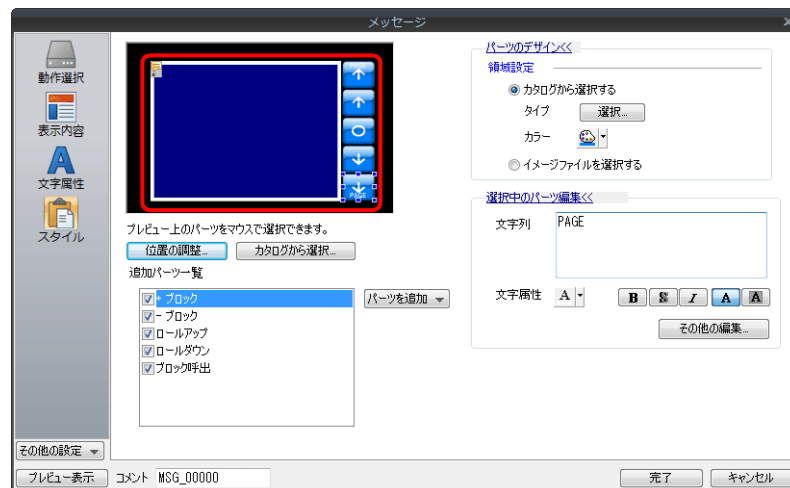 メッセージ
動作選択
表示内容
文字属性
スタイル
PAGE
プレビュー上のパーツをマウスで選択できます。
位置の調整...
カタログから選択...
追加パーツ一覧
+ ブロック
- ブロック
ロールアップ
ロールダウン
ブロック呼出
パーツを追加
パーツのデザイン<<
領域設定
カタログから選択する
タイプ 選択...
カラー
イメージファイルを選択する
選択中のパーツ編集<<
文字列 PAGE
文字属性 A B S I A A
その他の編集...
その他の設定
プレビュー表示 コメント MSG_00000 完了 キャンセル